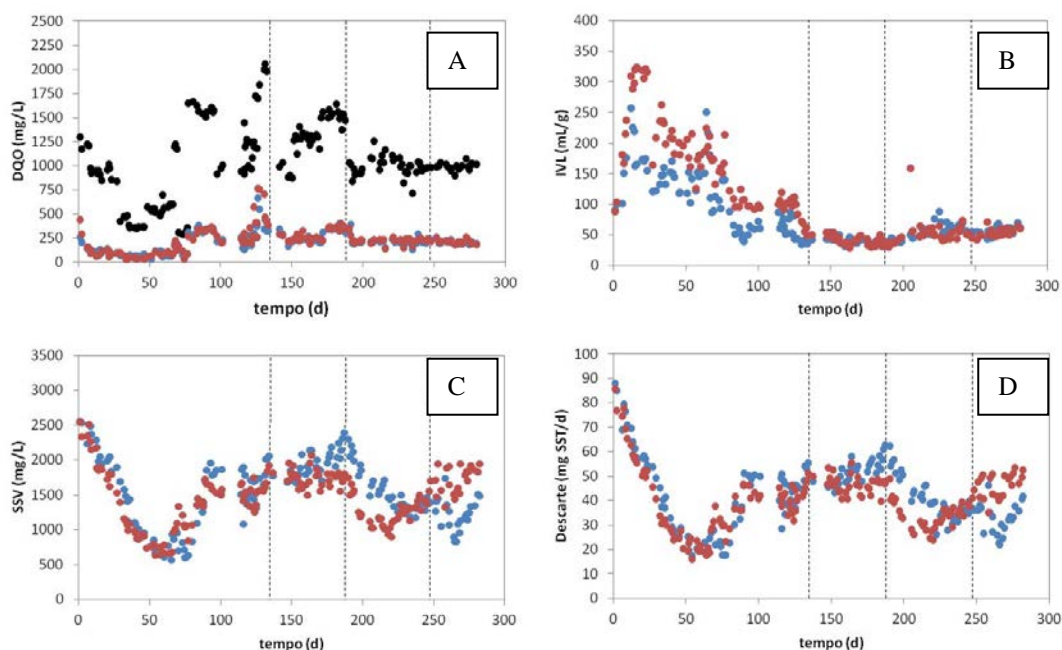 A
DQO (mg/L)
2500
2250
2000
1750
1500
1250
1000
750
500
250
0
0 50 100 150 200 250 300
tempo (d)
B
IVL (mL/g)
400
350
300
250
200
150
100
50
0
0 50 100 150 200 250 300
tempo (d)
C
SSV (mg/L)
3500
3000
2500
2000
1500
1000
500
0
0 50 100 150 200 250 300
tempo (d)
D
Descarte (mg SST/d)
100
90
80
70
60
50
40
30
20
10
0
0 50 100 150 200 250 300
tempo (d)